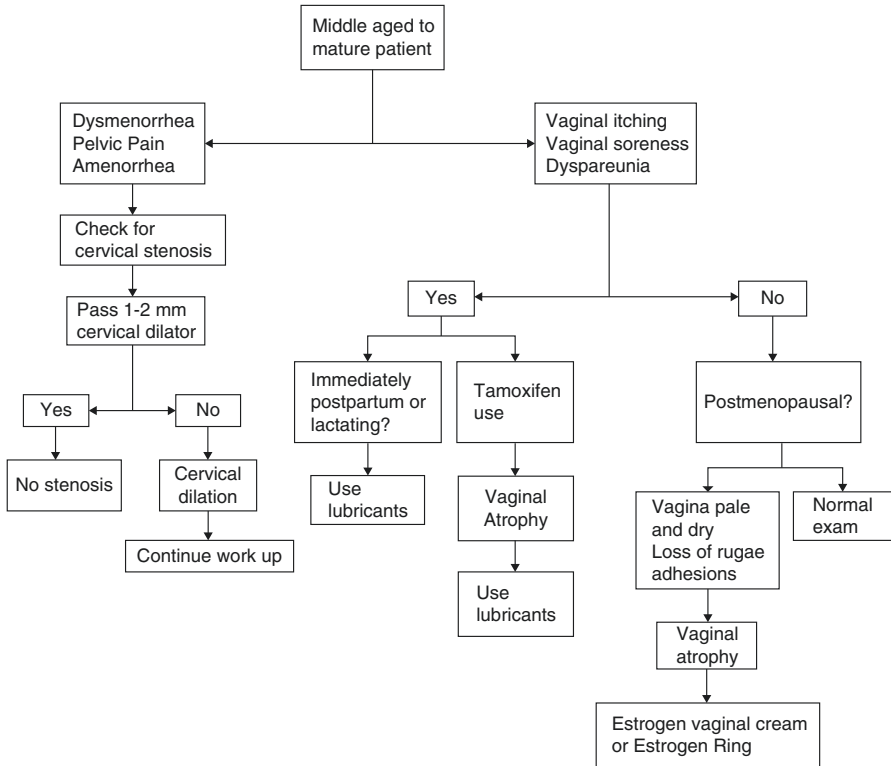 Middle aged to
mature patient
Dysmenorrhea
Pelvic Pain
Amenorrhea
Vaginal itching
Vaginal soreness
Dyspareunia
Check for
cervical stenosis
Pass 1-2 mm
cervical dilator
Yes
No
No stenosis
Cervical
dilation
Continue work up
Yes
No
Immediately
postpartum or
lactating?
Use
lubricants
Tamoxifen
use
Vaginal
Atrophy
Use
lubricants
Postmenopausal?
Vagina pale
and dry
Loss of rugae
adhesions
Normal
exam
Vaginal
atrophy
Estrogen vaginal cream
or Estrogen Ring